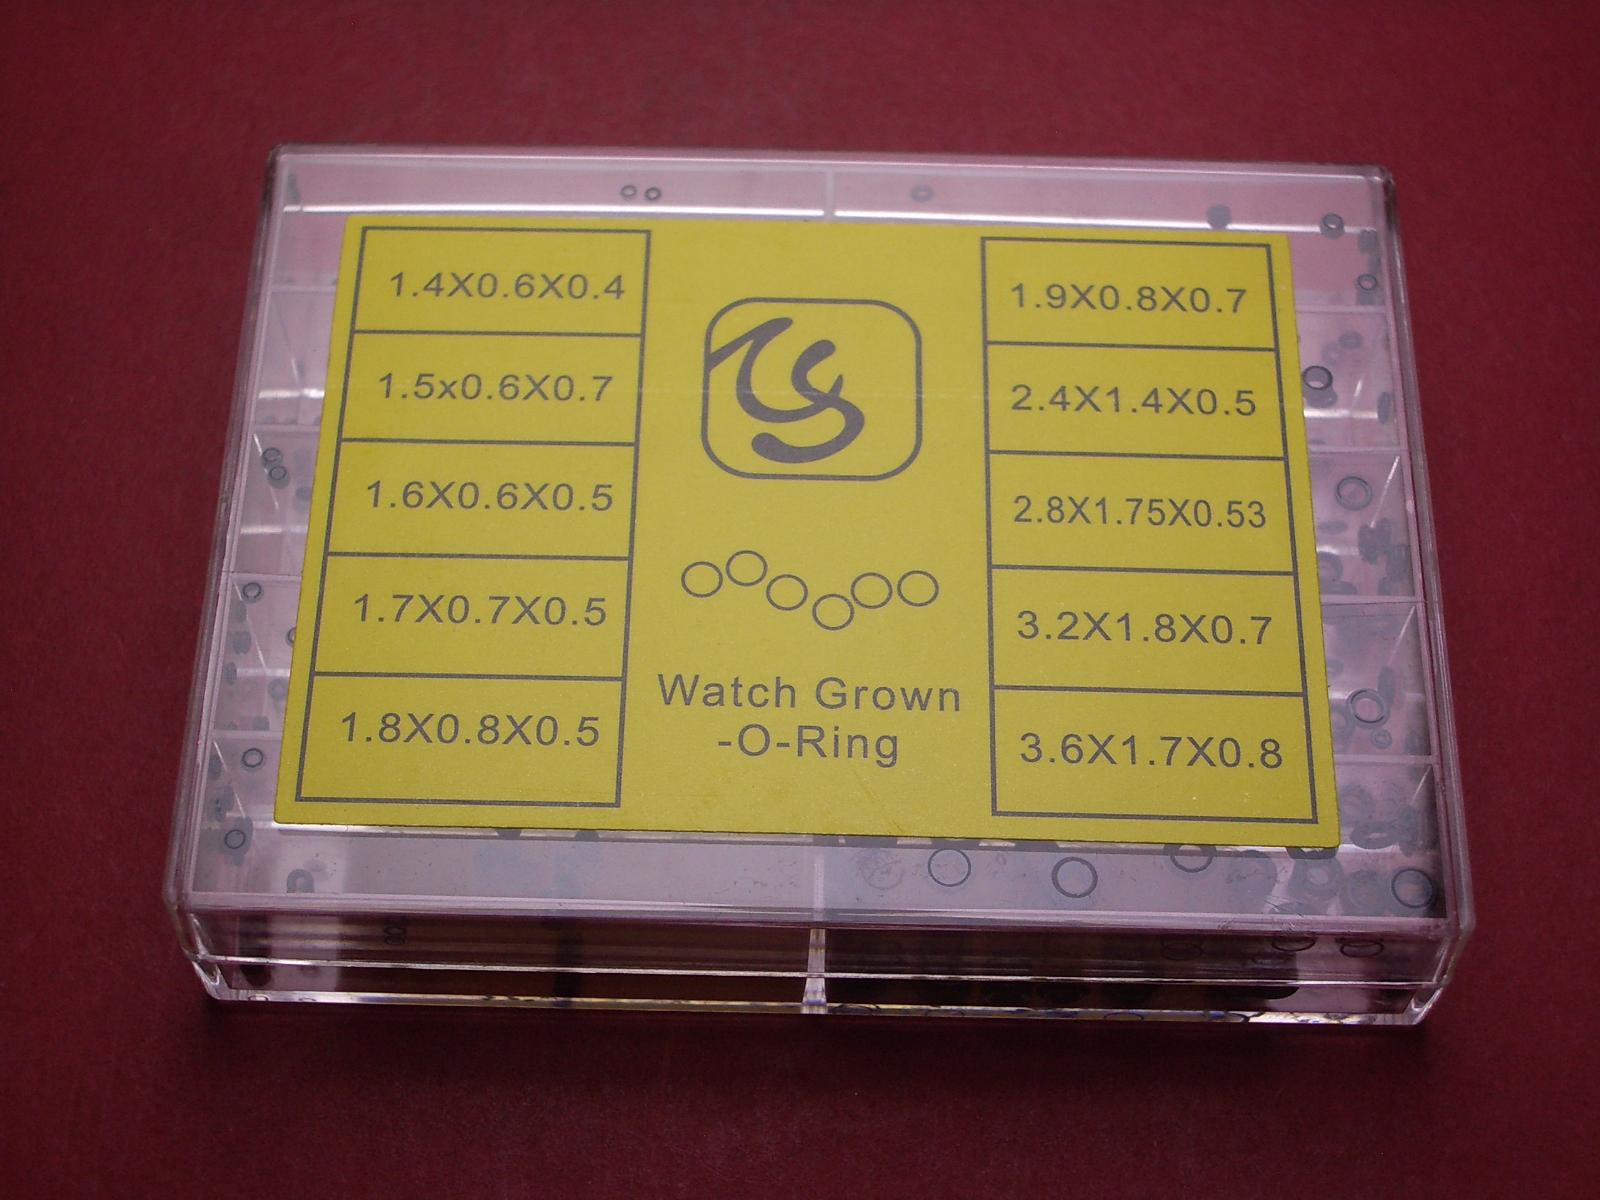 1.4X0.6X0.4
1.5x0.6X0.7
1.6X0.6X0.5
1.7X0.7X0.5
1.8X0.8X0.5
Watch Grown
-O-Ring
1.9X0.8X0.7
2.4X1.4X0.5
2.8X1.75X0.53
3.2X1.8X0.7
3.6X1.7X0.8